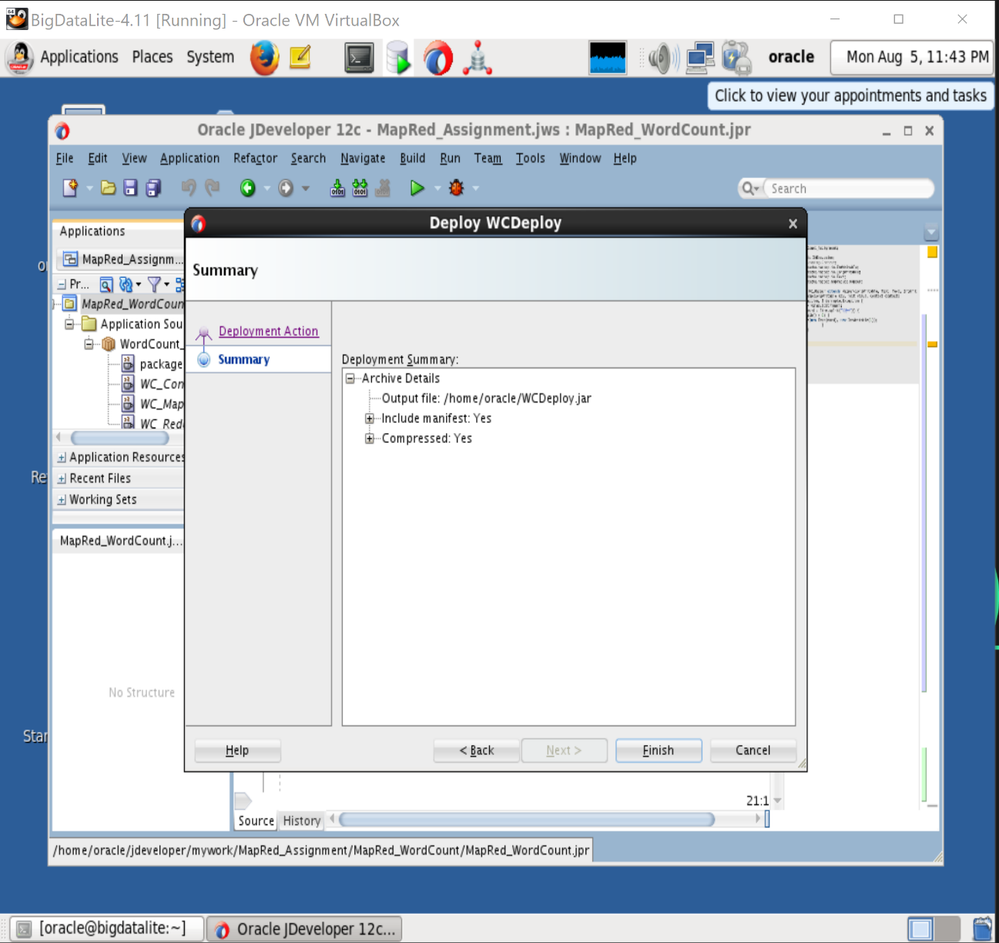 BigDataLite-4.11 [Running] - Oracle VM VirtualBox
Applications Places System oracle Mon Aug 5, 11:43 PM
Click to view your appointments and tasks
Oracle JDeveloper 12c - MapRed_Assignment.jws : MapRed_WordCount.jpr
File Edit View Application Refactor Search Navigate Build Run Team Tools Window Help
Search
Applications
MapRed_Assignm...
Pr...
MapRed_WordCoun
Application Sou
WordCount_
package
WC_Con
WC_Map
WC_Red
Application Resources
Recent Files
Working Sets
MapRed_WordCount.j...
No Structure
Re
Star
Deploy WCDeploy
Summary
Deployment Action
Summary
Deployment Summary:
Archive Details
Output file: /home/oracle/WCDeploy.jar
Include manifest: Yes
Compressed: Yes
Help < Back Next > Finish Cancel
21:1
Source History
/home/oracle/jdeveloper/mywork/MapRed_Assignment/MapRed_WordCount/MapRed_WordCount.jpr
[oracle@bigdatalite:~] Oracle JDeveloper 12c...